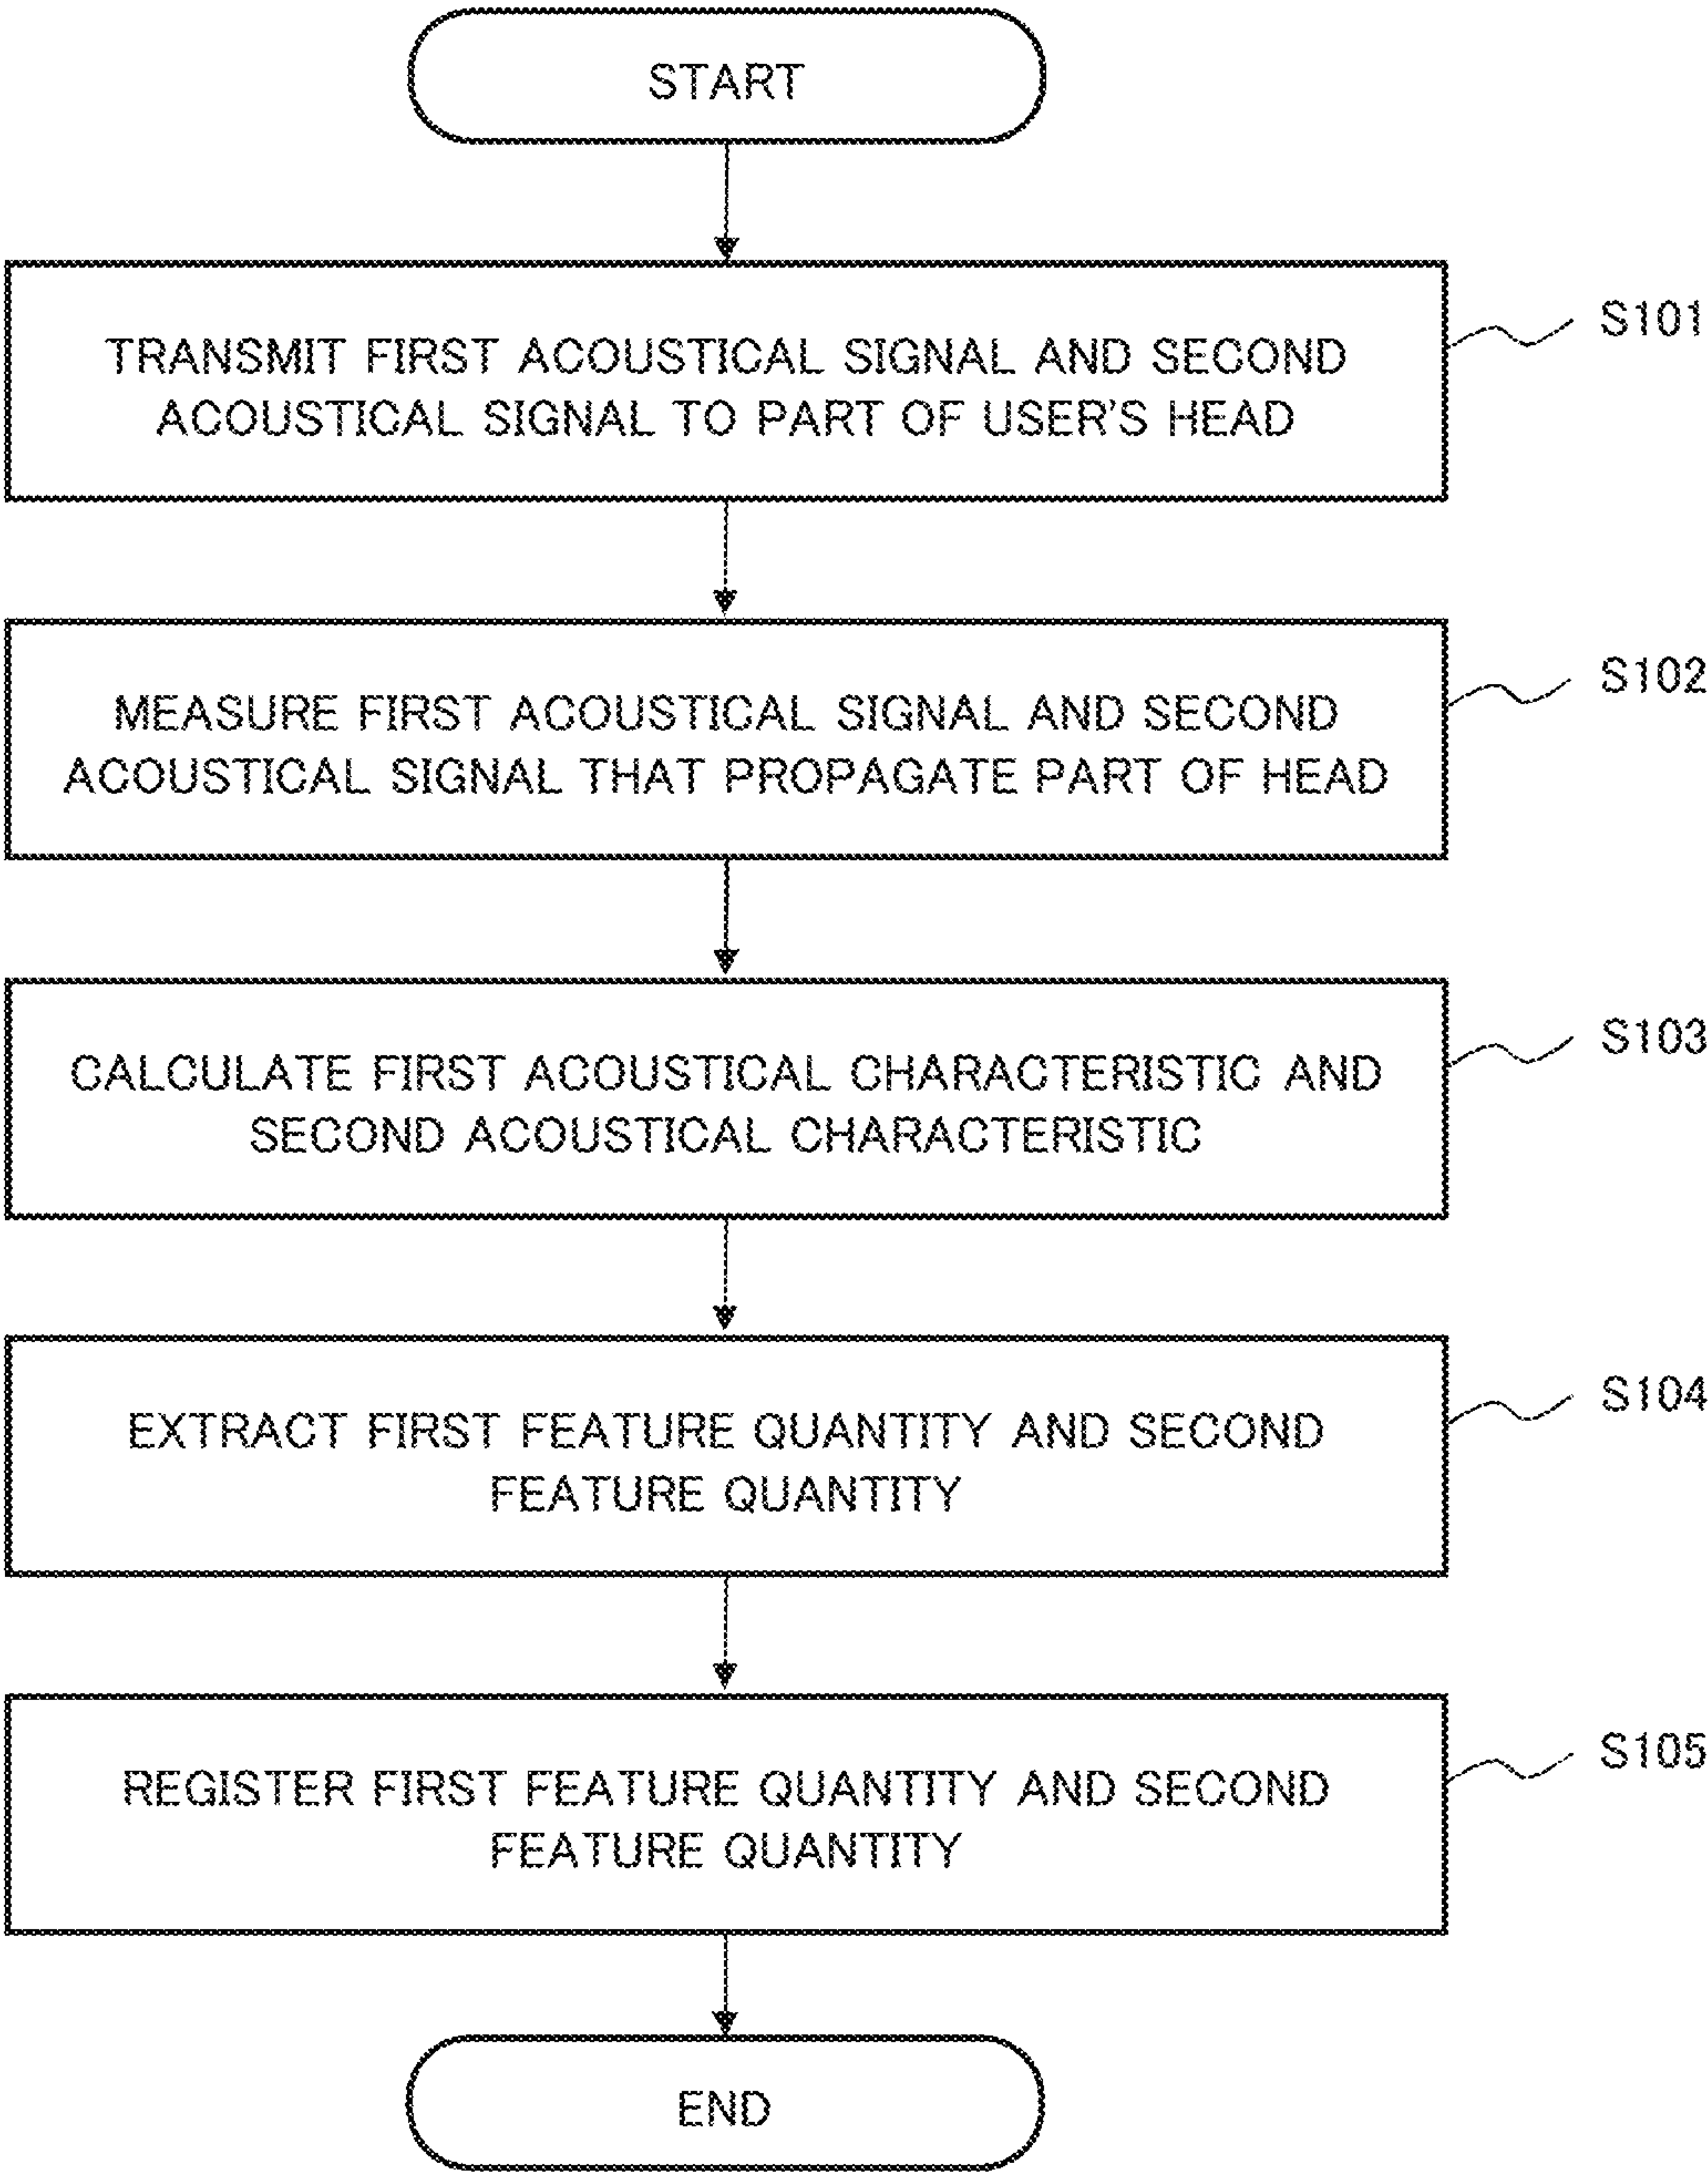 START
TRANSMIT FIRST ACOUSTICAL SIGNAL AND SECOND
ACOUSTICAL SIGNAL TO PART OF USER'S HEAD
S101
MEASURE FIRST ACOUSTICAL SIGNAL AND SECOND
ACOUSTICAL SIGNAL THAT PROPAGATE PART OF HEAD
S102
CALCULATE FIRST ACOUSTICAL CHARACTERISTIC AND
SECOND ACOUSTICAL CHARACTERISTIC
S103
EXTRACT FIRST FEATURE QUANTITY AND SECOND
FEATURE QUANTITY
S104
REGISTER FIRST FEATURE QUANTITY AND SECOND
FEATURE QUANTITY
S105
END